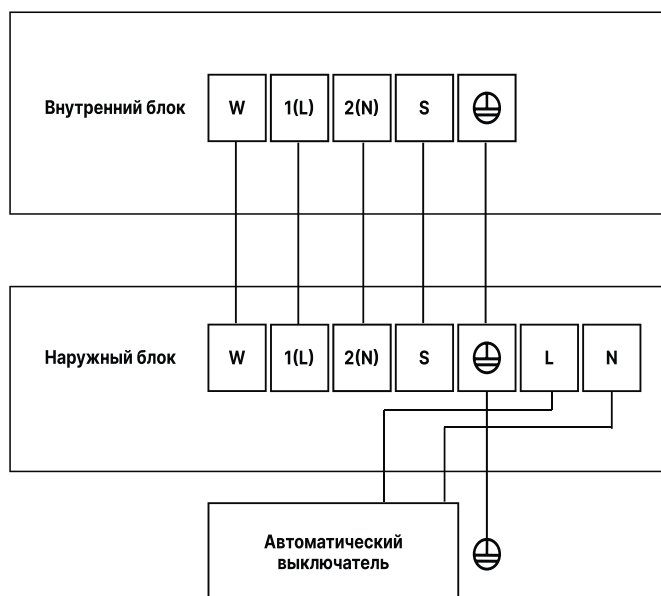 Внутренний блок W 1(L) 2(N) S
Наружный блок W 1(L) 2(N) S L N
Автоматический
выключатель